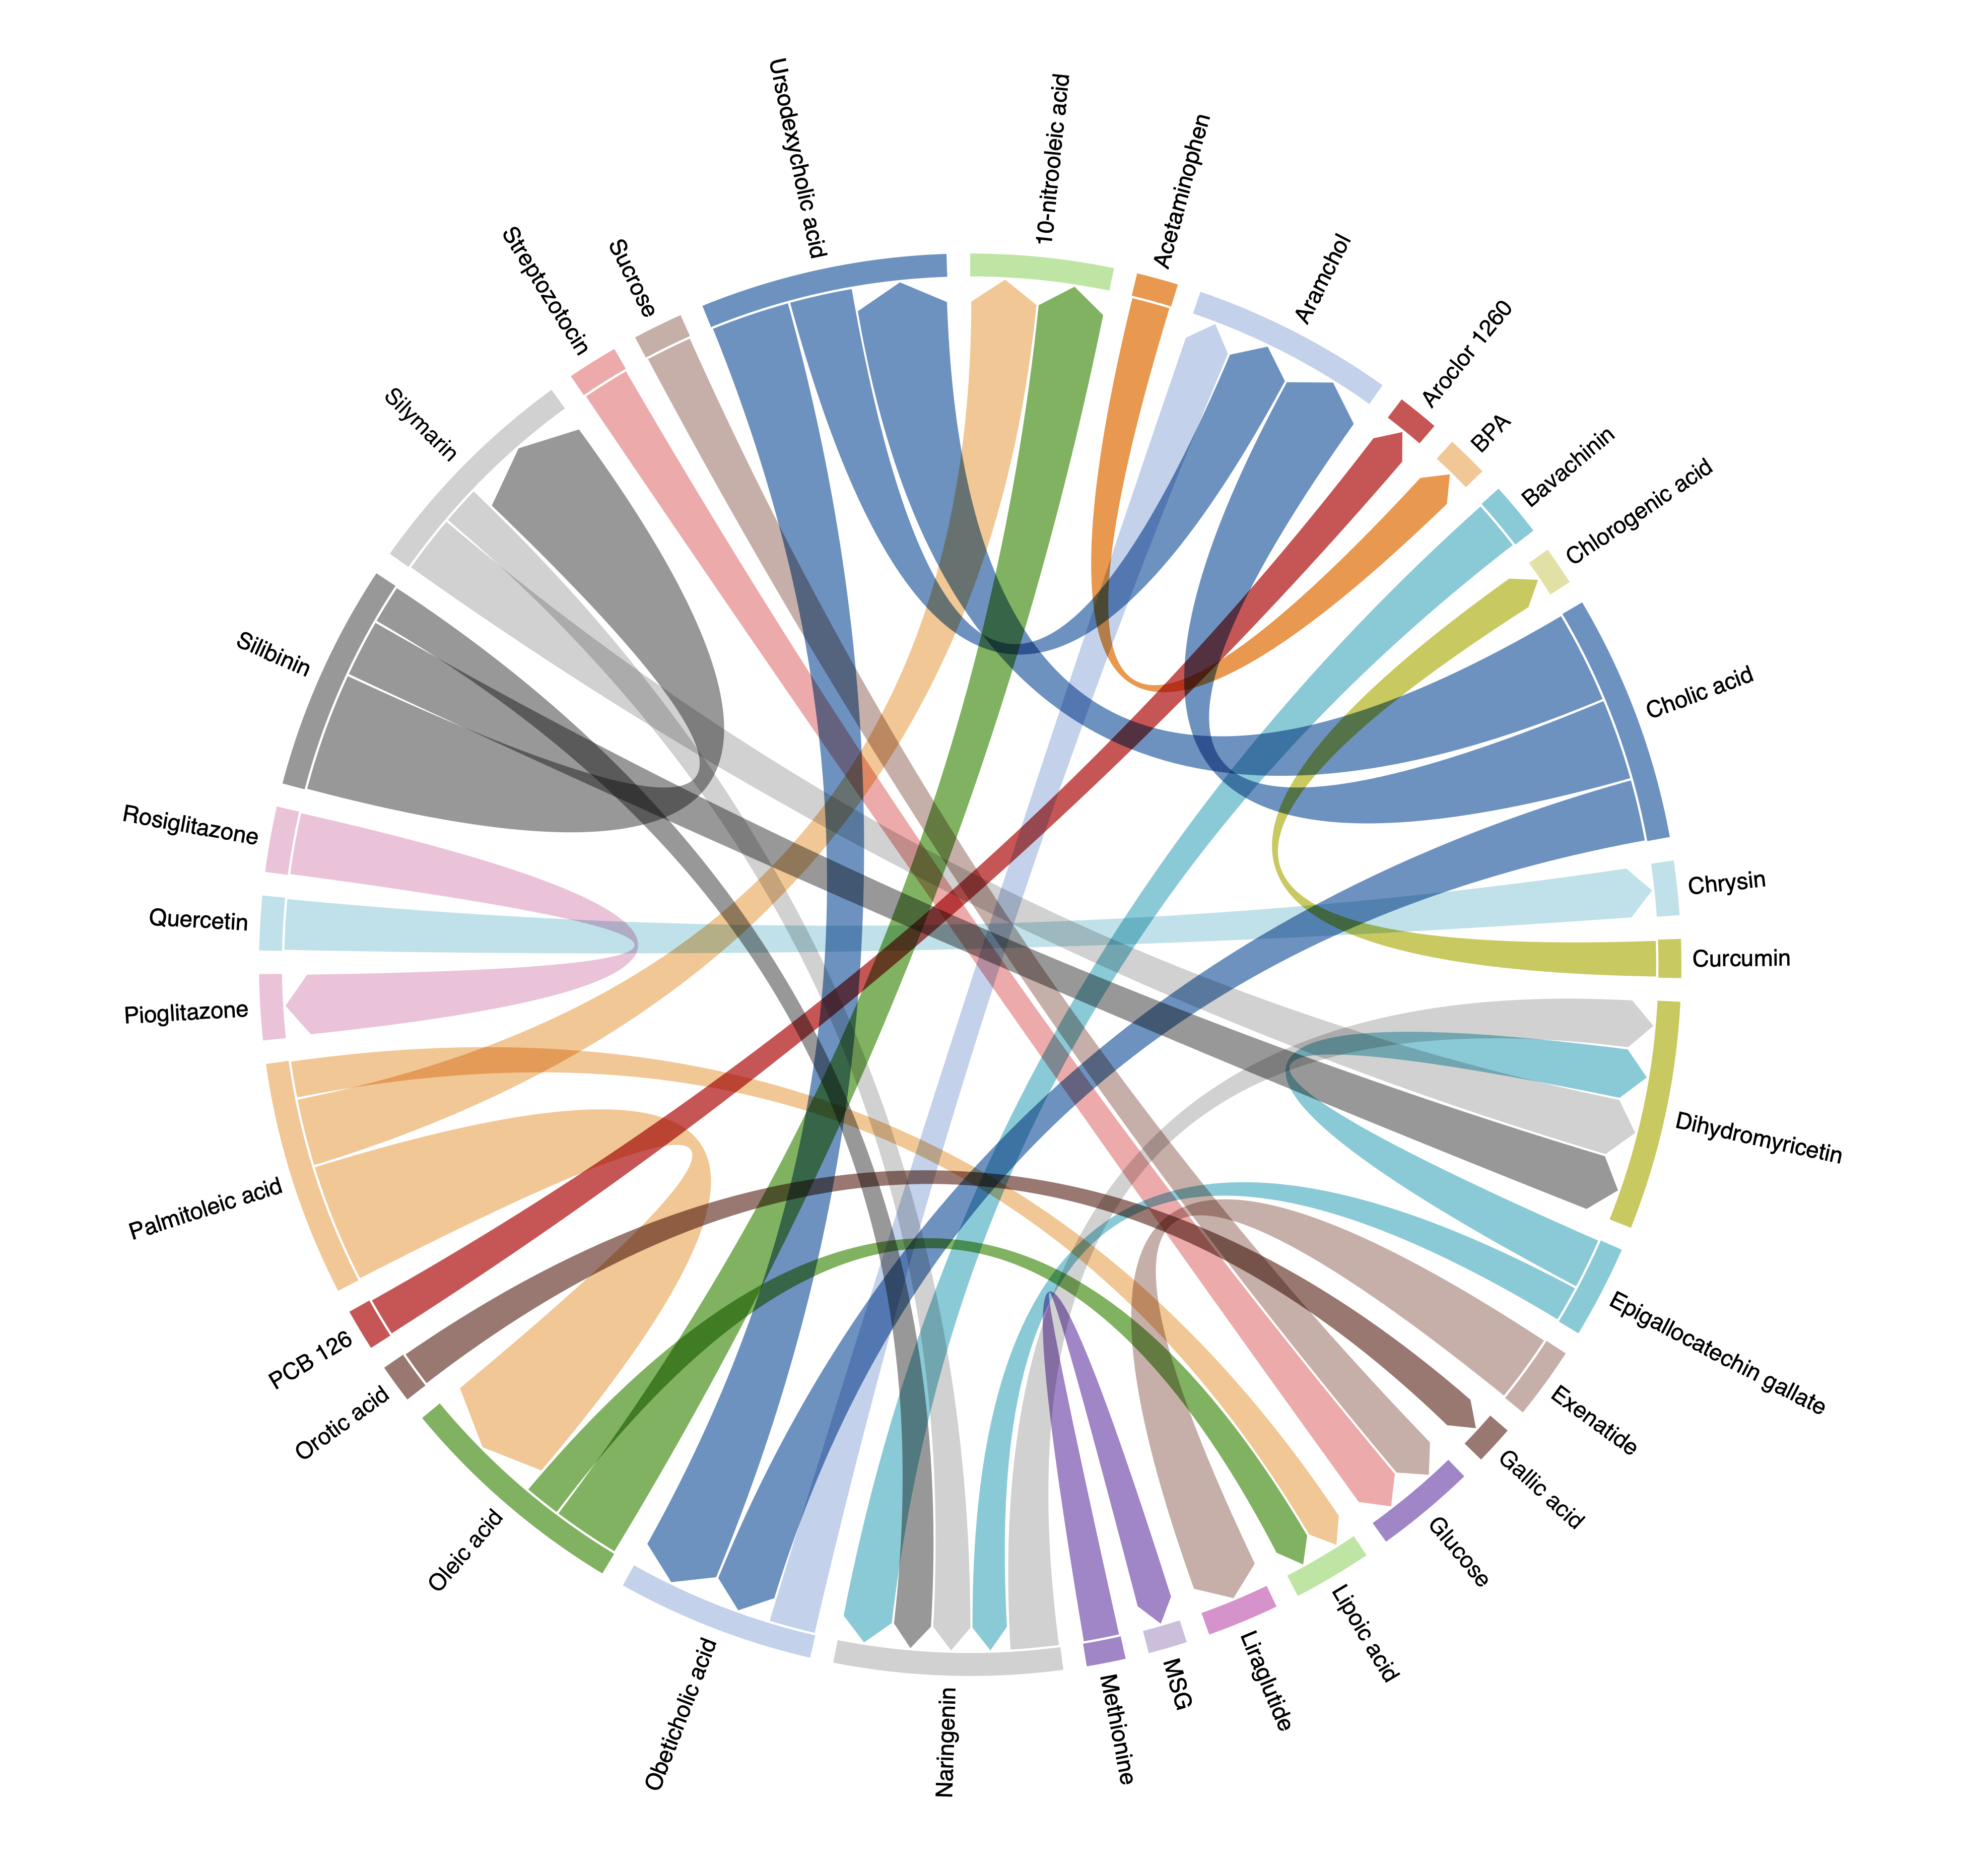 Ursodexycholic acid
10-nitrooleic acid
Acetaminophen
Aramchol
Aroclor 1260
BPA
Bavachinin
Chlorogenic acid
Cholic acid
Chrysin
Curcumin
Dihydromyricetin
Epigallocatechin gallate
Exenatide
Gallic acid
Glucose
Lipoic acid
Liraglutide
MSG
Methionine
Naringenin
Obeticholic acid
Oleic acid
Orotic acid
PCB 126
Palmitoleic acid
Pioglitazone
Quercetin
Rosiglitazone
Silibinin
Silymarin
Streptozotocin
Sucrose